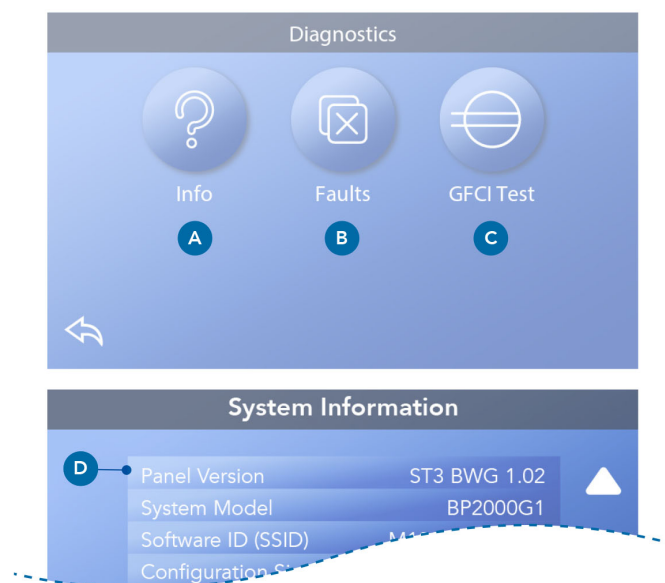 Diagnostics
Info Faults GFCI Test
A B C
System Information
D Panel Version ST3 BWG 1.02
System Model BP2000G1
Software ID (SSID)
Configuration